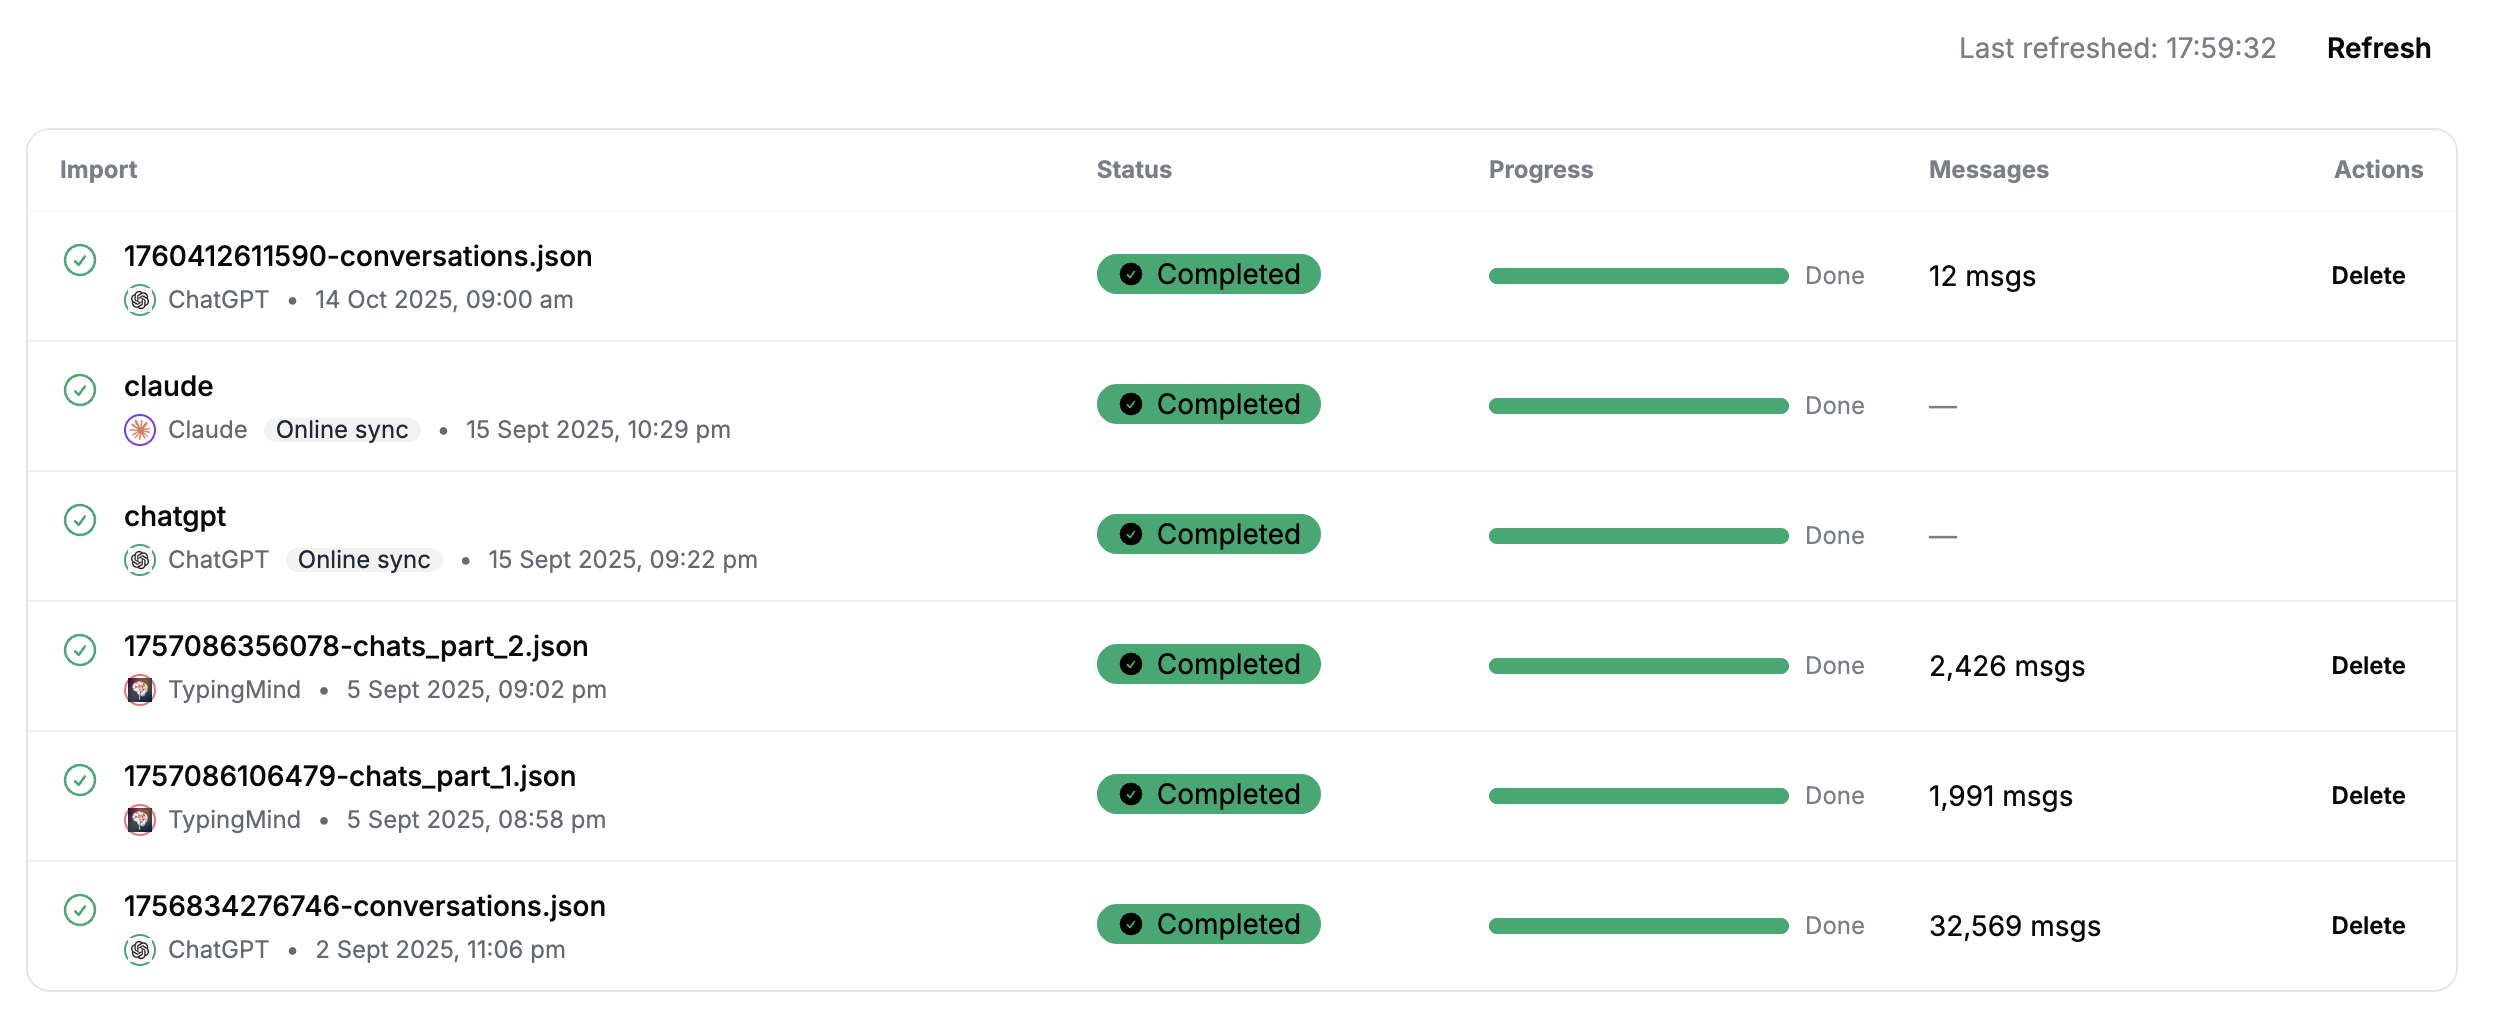 Last refreshed: 17:59:32 Refresh
Import Status Progress Messages Actions
1760412611590-conversations.json
ChatGPT • 14 Oct 2025, 09:00 am
Completed Done 12 msgs Delete
claude
Claude Online sync • 15 Sept 2025, 10:29 pm
Completed Done —
chatgpt
ChatGPT Online sync • 15 Sept 2025, 09:22 pm
Completed Done —
1757086356078-chats_part_2.json
TypingMind • 5 Sept 2025, 09:02 pm
Completed Done 2,426 msgs Delete
1757086106479-chats_part_1.json
TypingMind • 5 Sept 2025, 08:58 pm
Completed Done 1,991 msgs Delete
1756834276746-conversations.json
ChatGPT • 2 Sept 2025, 11:06 pm
Completed Done 32,569 msgs Delete